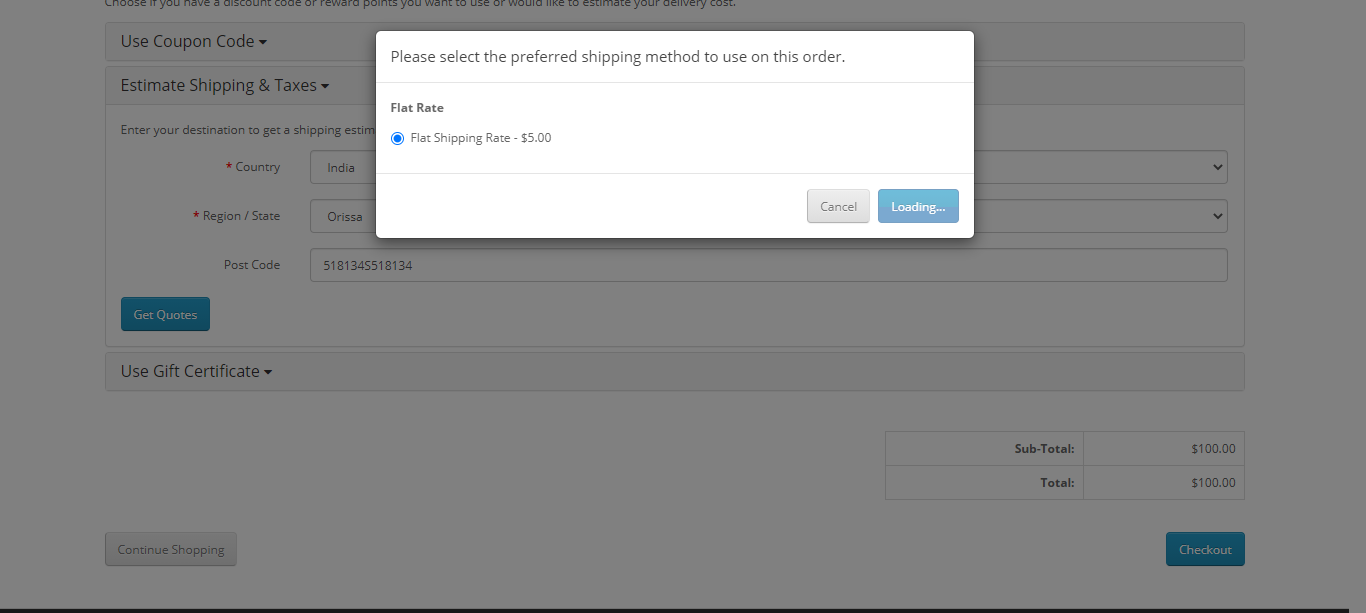 Choose if you have a discount code or reward points you want to use or would like to estimate your delivery cost.
Use Coupon Code
Please select the preferred shipping method to use on this order.
Estimate Shipping & Taxes
Flat Rate
Enter your destination to get a shipping estim
Flat Shipping Rate - $5.00
* Country India
Cancel Loading...
* Region / State Orissa
Post Code 518134S518134
Get Quotes
Use Gift Certificate
Sub-Total: $100.00
Total: $100.00
Continue Shopping Checkout